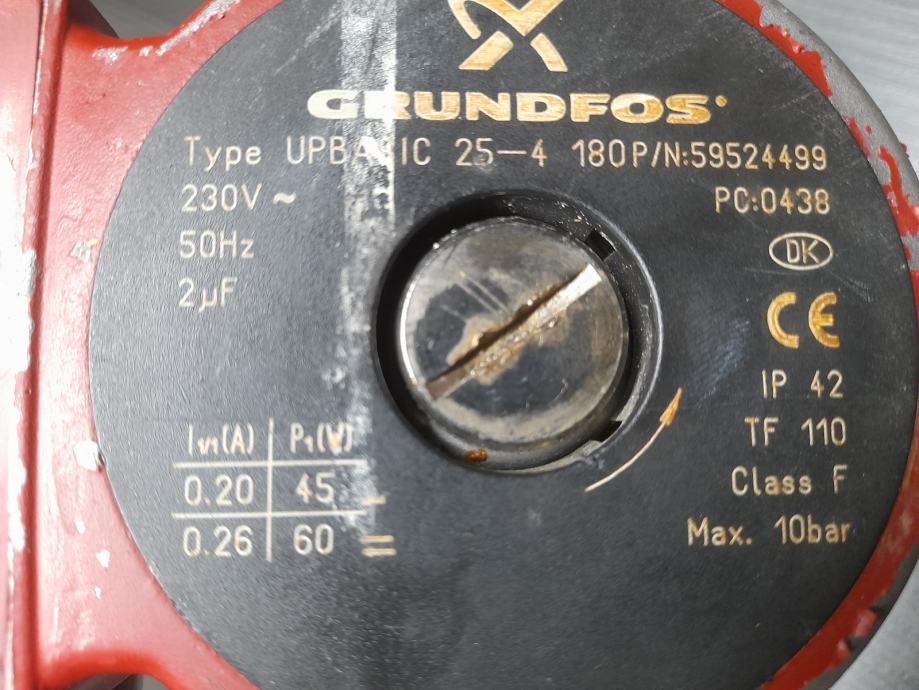 GRUNDFOS
Type UPBASIC 25-4 180 P/N:59524499
230V ~ PC:0438
50Hz DK
2µF CE
IP 42
TF 110
Class F
Max. 10bar
I1/1(A) P1(W)
0.20 45 –
0.26 60 =